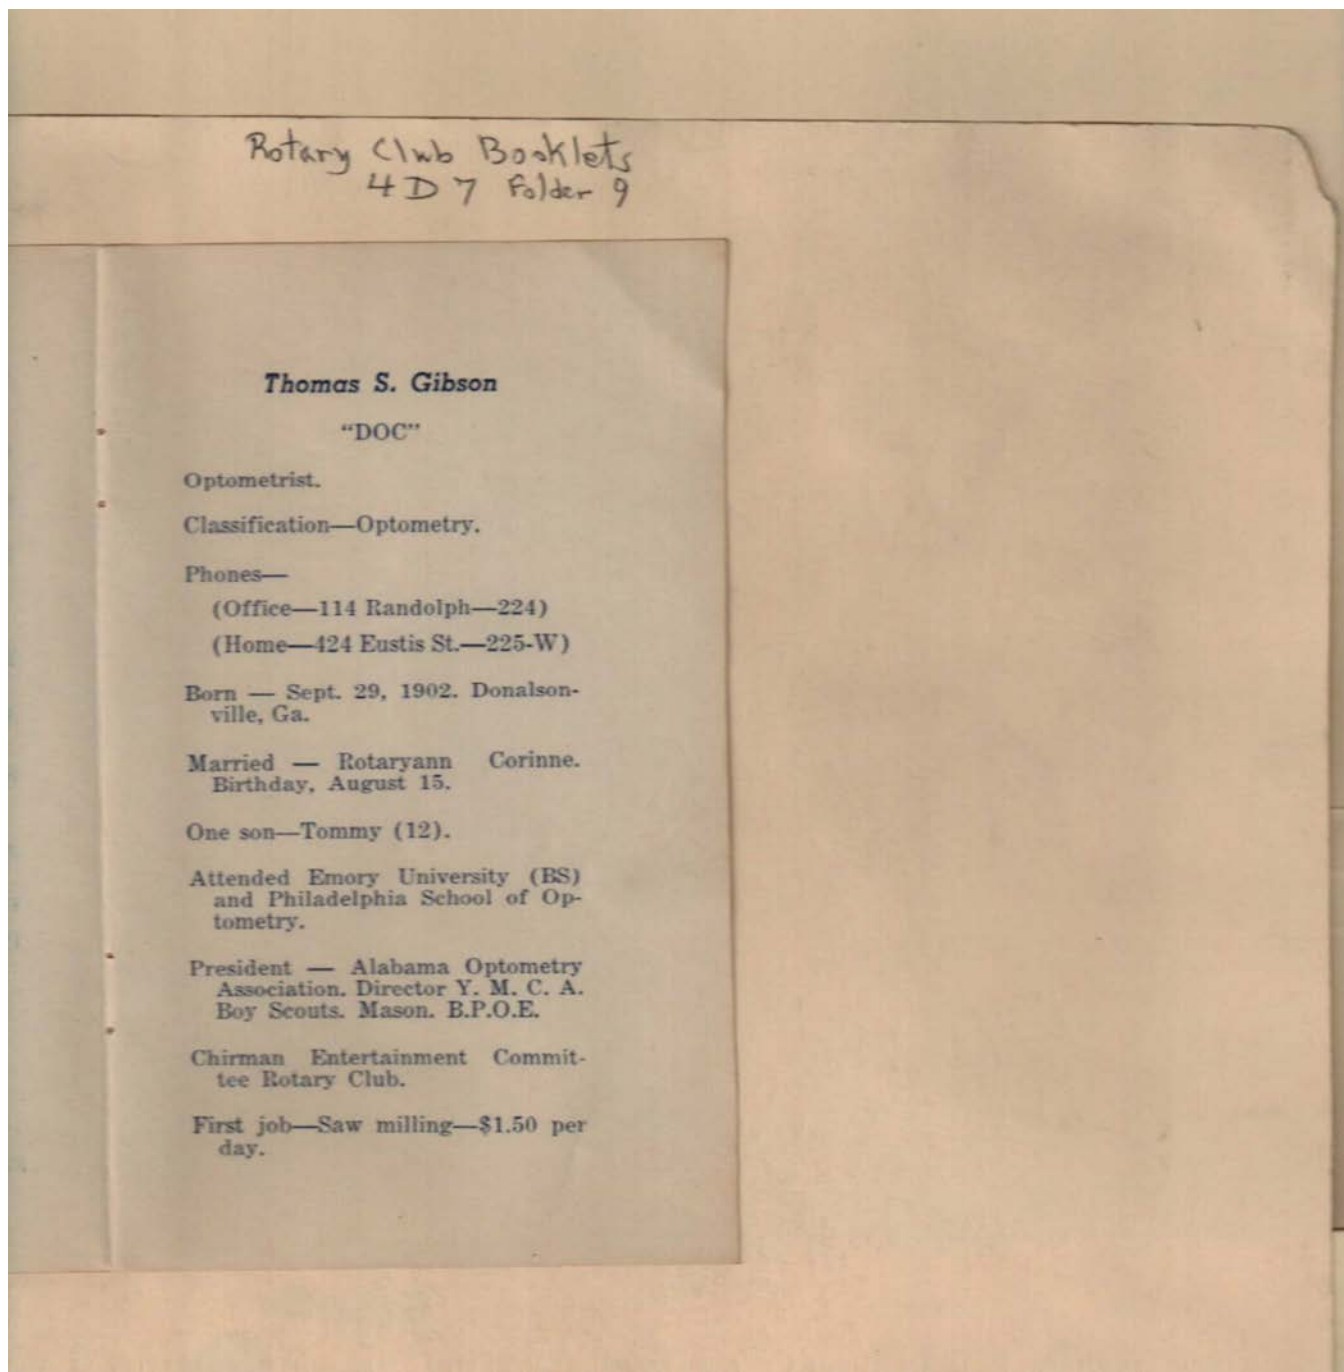 Rotary Club Booklets
4 D 7 Folder 9
Thomas S. Gibson
“DOC”
Optometrist.
Classification—Optometry.
Phones—
(Office—114 Randolph—224)
(Home—424 Eustis St.—225-W)
Born — Sept. 29, 1902. Donalson-
ville, Ga.
Married — Rotaryann Corinne.
Birthday, August 15.
One son—Tommy (12).
Attended Emory University (BS)
and Philadelphia School of Op-
tometry.
President — Alabama Optometry
Association. Director Y. M. C. A.
Boy Scouts. Mason. B.P.O.E.
Chirman Entertainment Commit-
tee Rotary Club.
First job—Saw milling—$1.50 per
day.